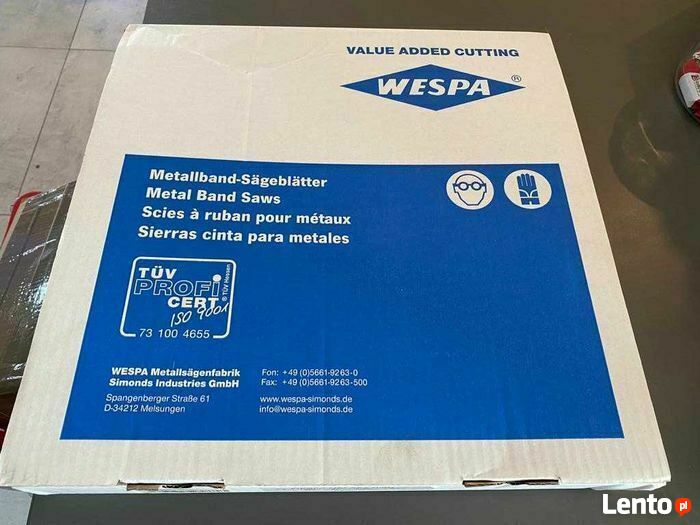 VALUE ADDED CUTTING
WESPA ®
Metallband-Sägeblätter
Metal Band Saws
Scies à ruban pour métaux
Sierras cinta para metales
TÜV
PROFi
CERT
ISO 9001
® TÜV Hessen
73 100 4655
WESPA Metallsägenfabrik
Simonds Industries GmbH
Spangenberger Straße 61
D-34212 Melsungen
Fon: +49 (0)5661-9263-0
Fax: +49 (0)5661-9263-500
www.wespa-simonds.de
info@wespa-simonds.de
Lento.pl